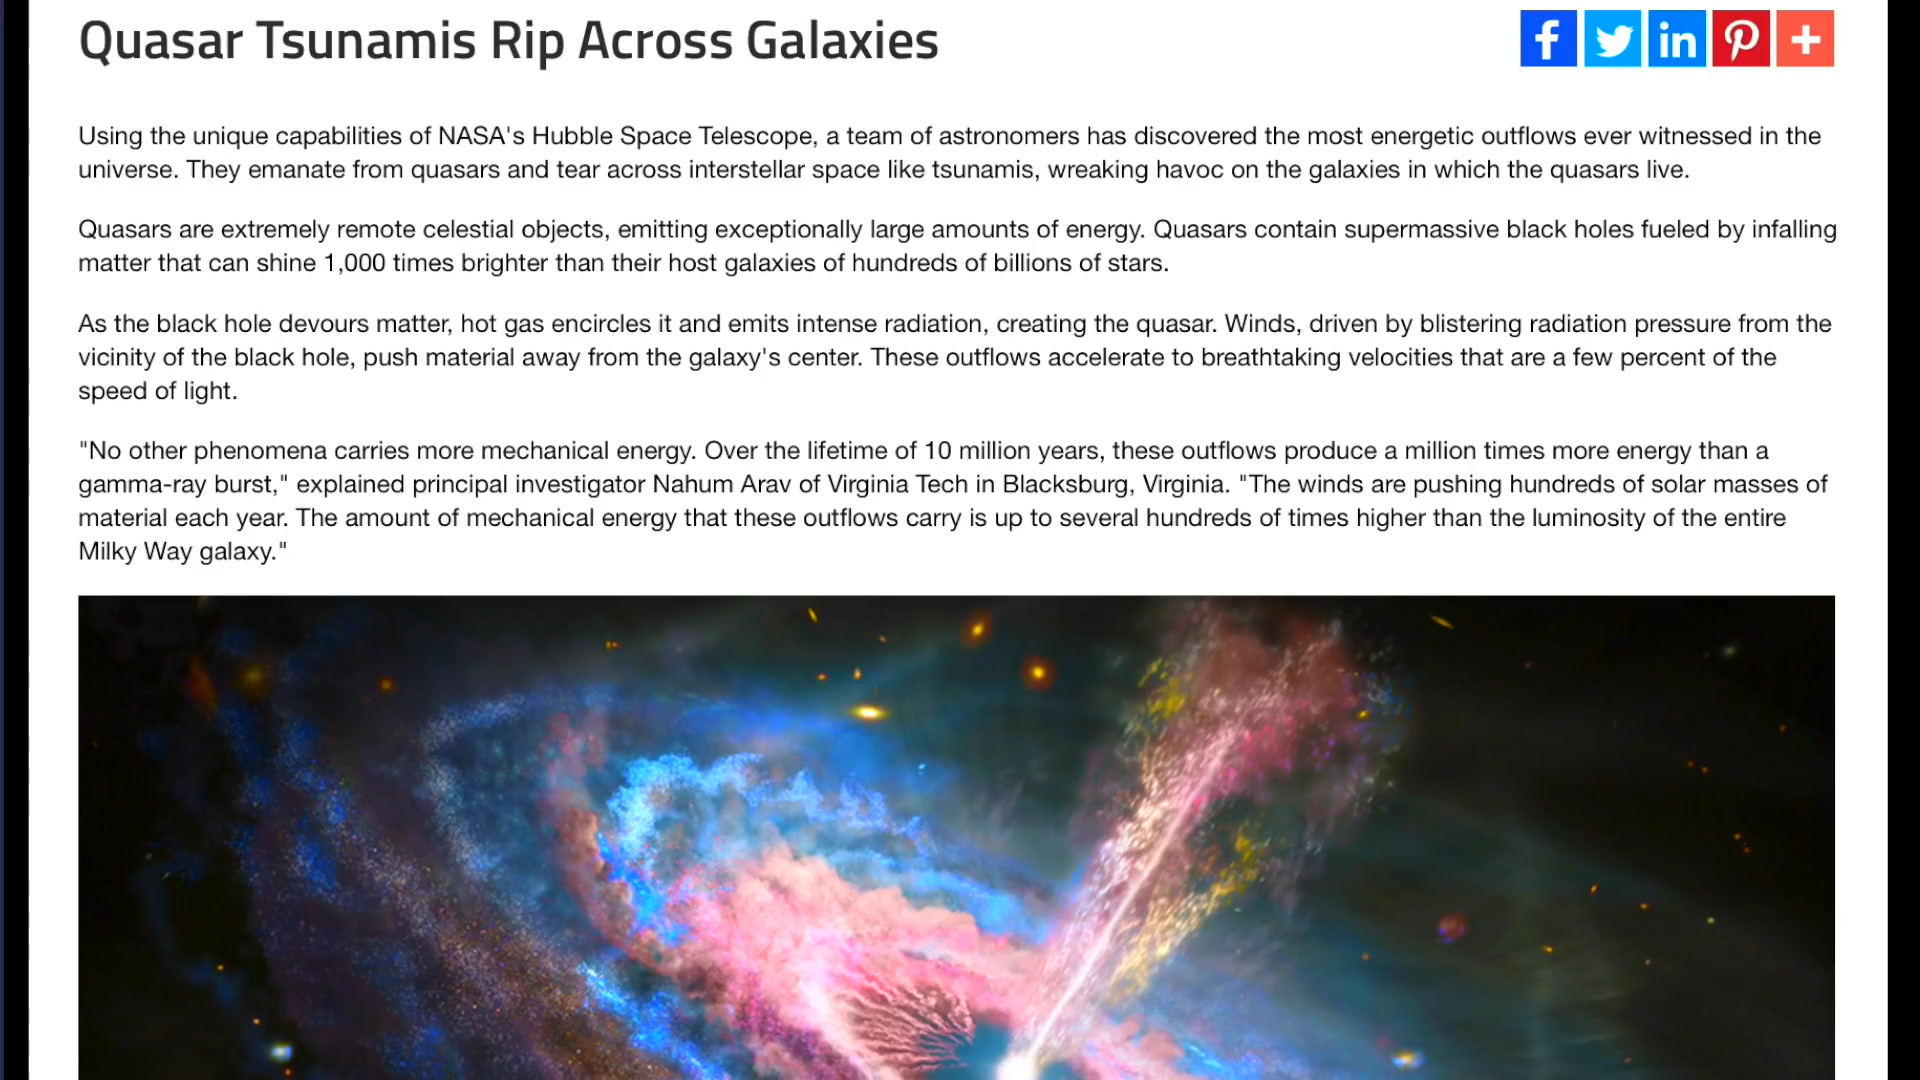 Quasar Tsunamis Rip Across Galaxies
Using the unique capabilities of NASA's Hubble Space Telescope, a team of astronomers has discovered the most energetic outflows ever witnessed in the
universe. They emanate from quasars and tear across interstellar space like tsunamis, wreaking havoc on the galaxies in which the quasars live.
Quasars are extremely remote celestial objects, emitting exceptionally large amounts of energy. Quasars contain supermassive black holes fueled by infalling
matter that can shine 1,000 times brighter than their host galaxies of hundreds of billions of stars.
As the black hole devours matter, hot gas encircles it and emits intense radiation, creating the quasar. Winds, driven by blistering radiation pressure from the
vicinity of the black hole, push material away from the galaxy's center. These outflows accelerate to breathtaking velocities that are a few percent of the
speed of light.
"No other phenomena carries more mechanical energy. Over the lifetime of 10 million years, these outflows produce a million times more energy than a
gamma-ray burst," explained principal investigator Nahum Arav of Virginia Tech in Blacksburg, Virginia. "The winds are pushing hundreds of solar masses of
material each year. The amount of mechanical energy that these outflows carry is up to several hundreds of times higher than the luminosity of the entire
Milky Way galaxy."